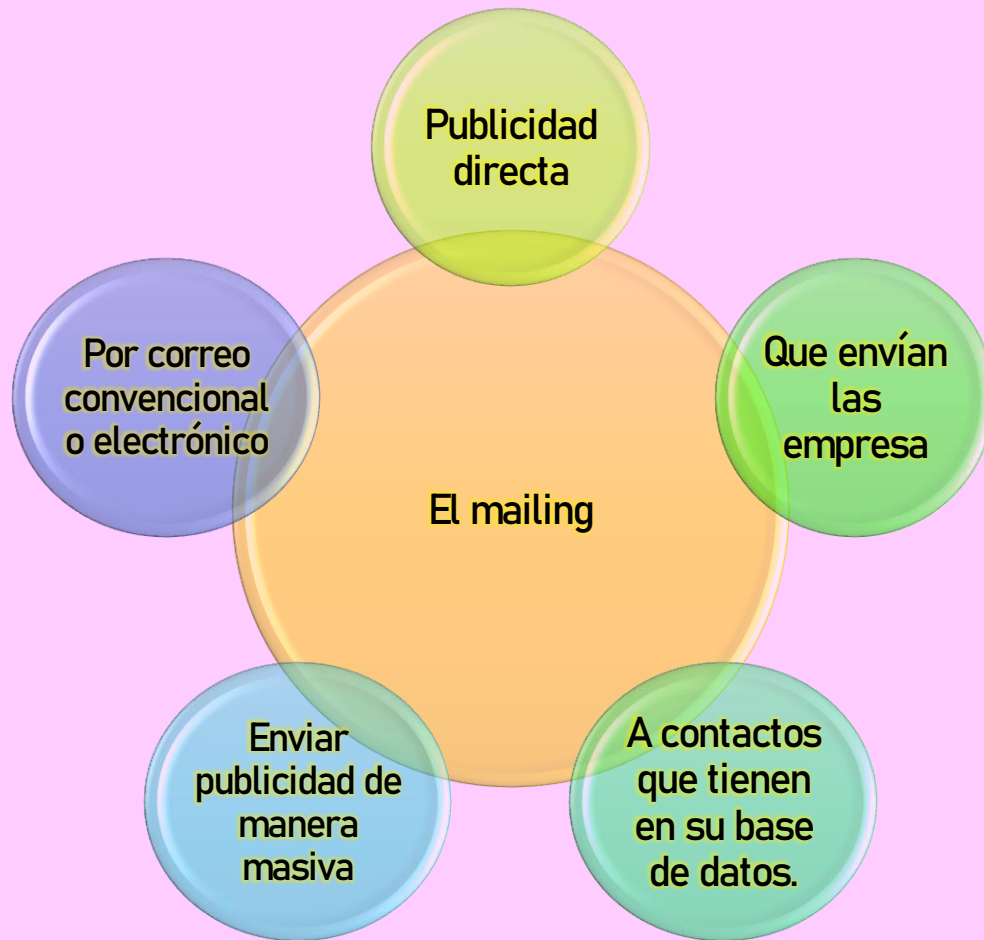 Publicidad
directa
Que envían
las
empresa
A contactos
que tienen
en su base
de datos.
Enviar
publicidad de
manera
masiva
Por correo
convencional
o electrónico
El mailing